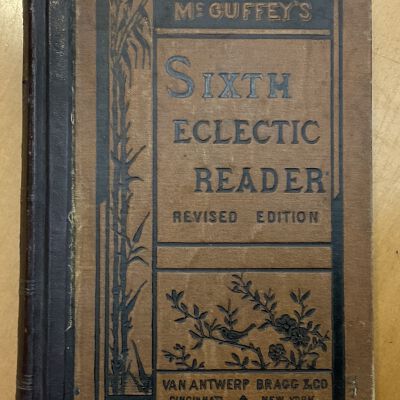 McGUFFEY'S
SIXTH
ECLECTIC
READER
REVISED EDITION
VAN ANTWERP BRAGG & CO
CINCINNATI NEW YORK